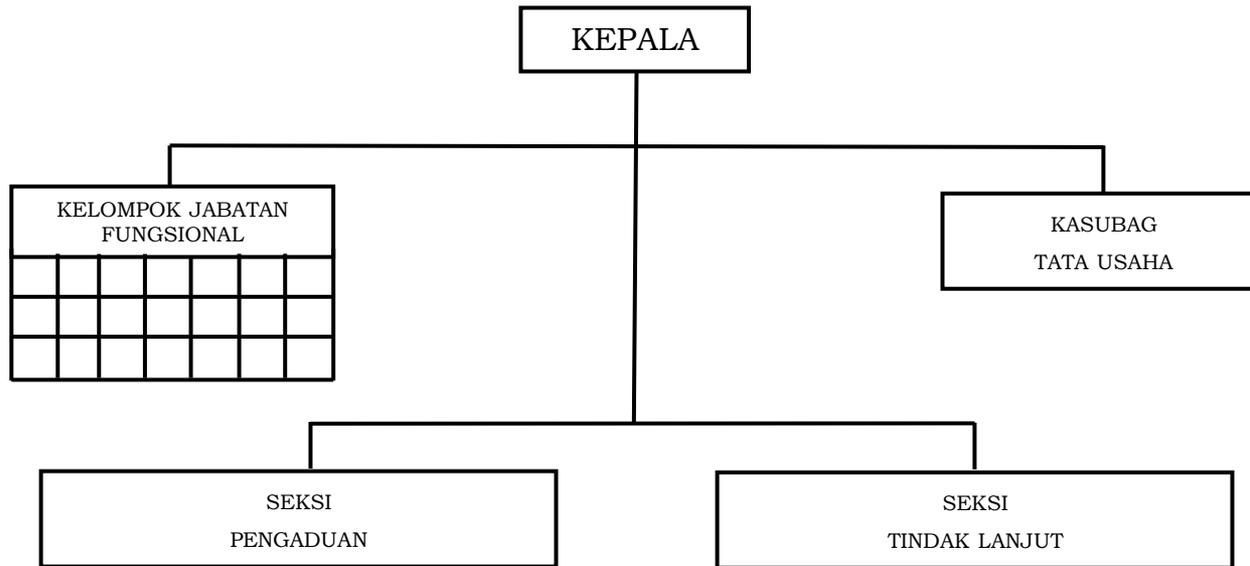 KEPALA
KELOMPOK JABATAN
FUNGSIONAL
KASUBAG
TATA USAHA
SEKSI
PENGADUAN
SEKSI
TINDAK LANJUT